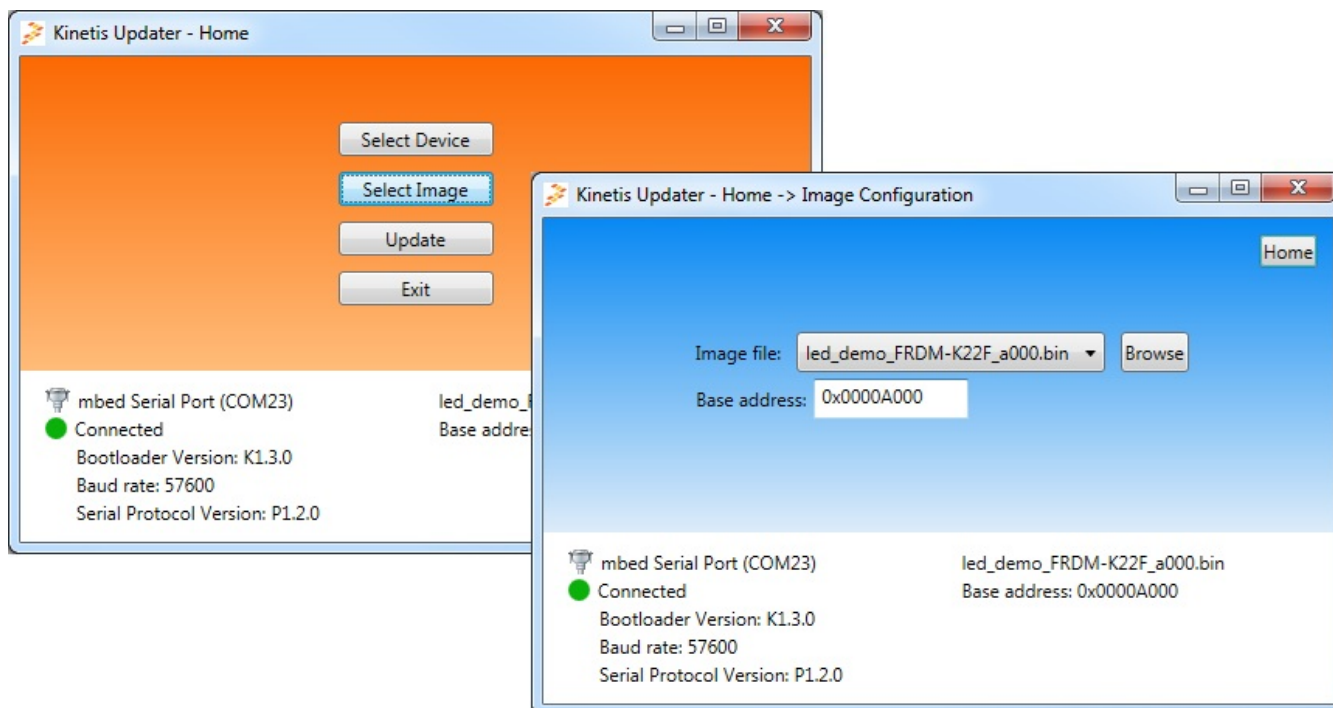 Kinetis Updater - Home
Select Device
Select Image
Update
Exit
mbed Serial Port (COM23)
Connected
Bootloader Version: K1.3.0
Baud rate: 57600
Serial Protocol Version: P1.2.0
led_demo_
Base addre
Kinetis Updater - Home -> Image Configuration
Home
Image file: led_demo_FRDM-K22F_a000.bin Browse
Base address: 0x0000A000
mbed Serial Port (COM23)
Connected
Bootloader Version: K1.3.0
Baud rate: 57600
Serial Protocol Version: P1.2.0
led_demo_FRDM-K22F_a000.bin
Base address: 0x0000A000